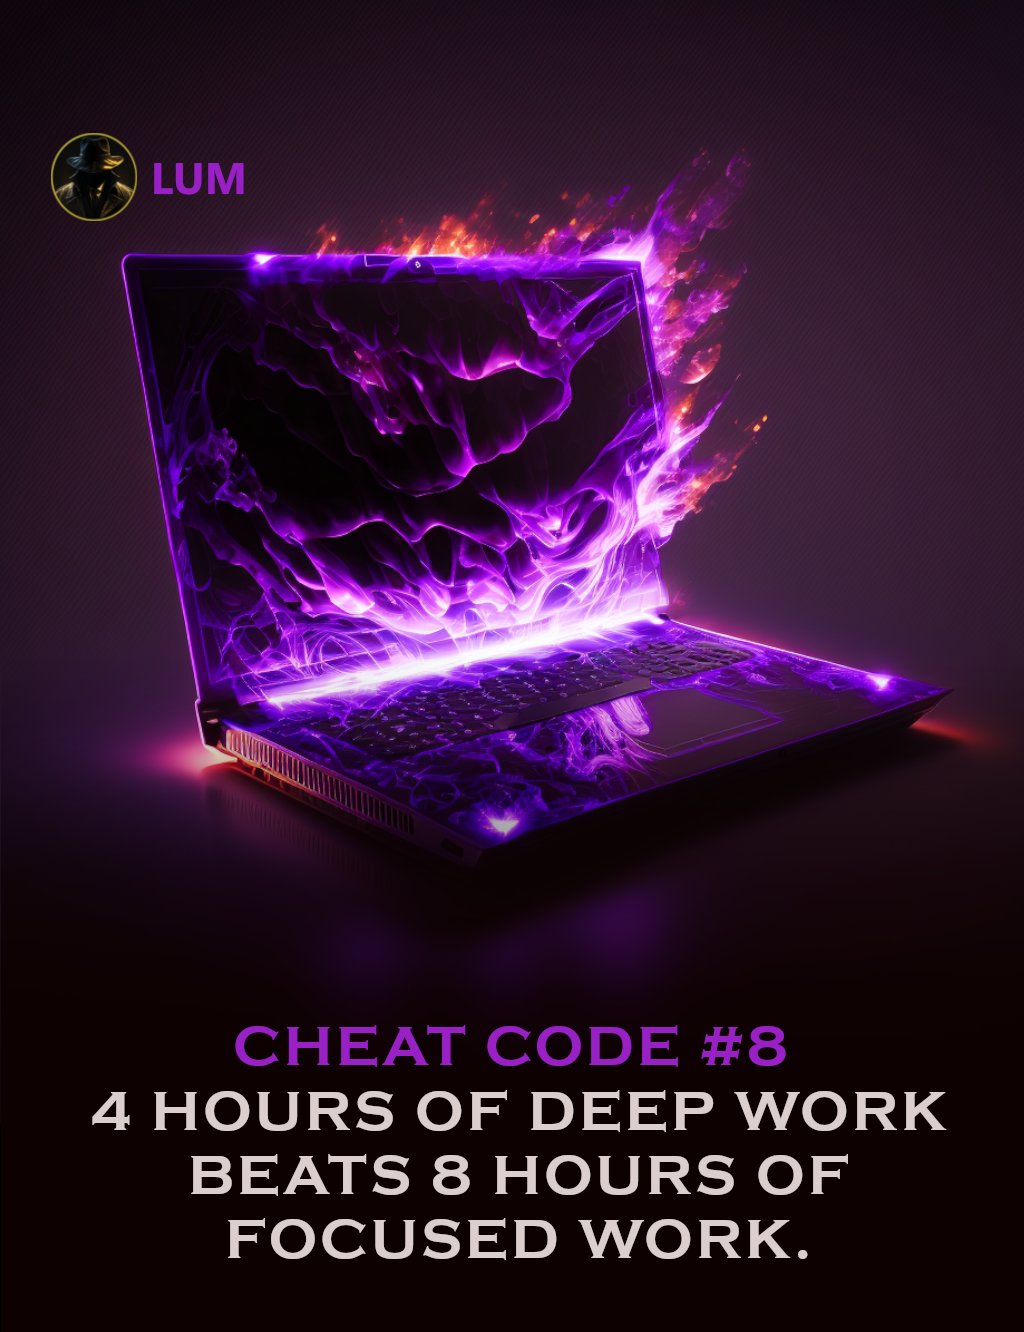 LUM
CHEAT CODE #8
4 HOURS OF DEEP WORK
BEATS 8 HOURS OF
FOCUSED WORK.